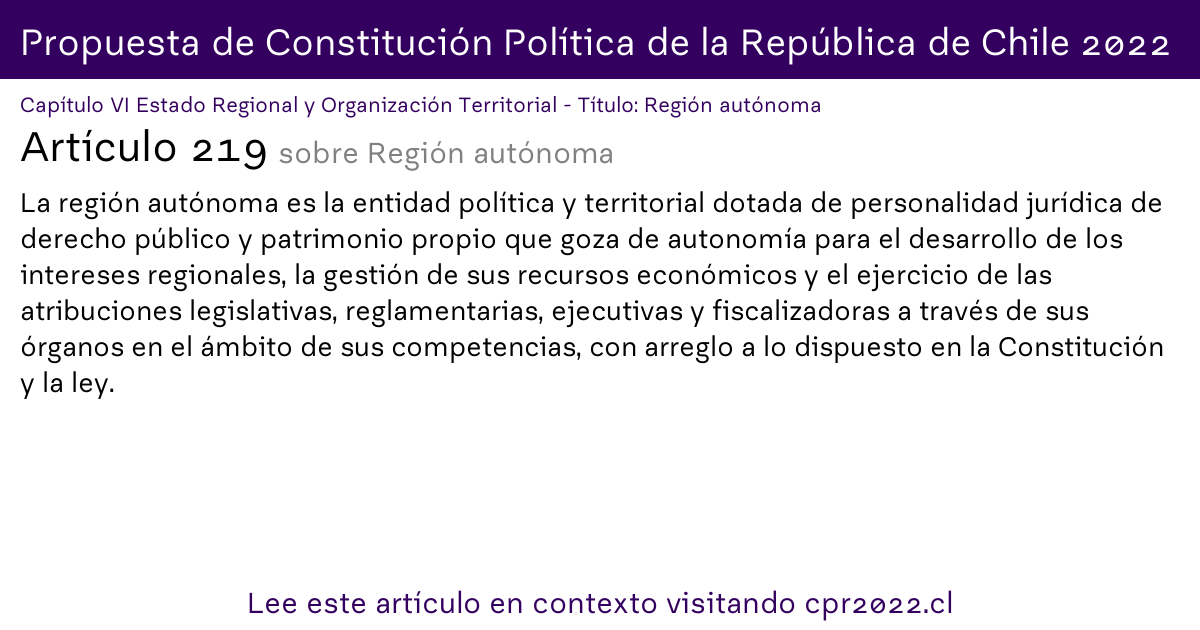 Propuesta de Constitución Política de la República de Chile 2022
Capítulo VI Estado Regional y Organización Territorial - Título: Región autónoma
Artículo 219 sobre Región autónoma
La región autónoma es la entidad política y territorial dotada de personalidad jurídica de
derecho público y patrimonio propio que goza de autonomía para el desarrollo de los
intereses regionales, la gestión de sus recursos económicos y el ejercicio de las
atribuciones legislativas, reglamentarias, ejecutivas y fiscalizadoras a través de sus
órganos en el ámbito de sus competencias, con arreglo a lo dispuesto en la Constitución
y la ley.
Lee este artículo en contexto visitando cpr2022.cl